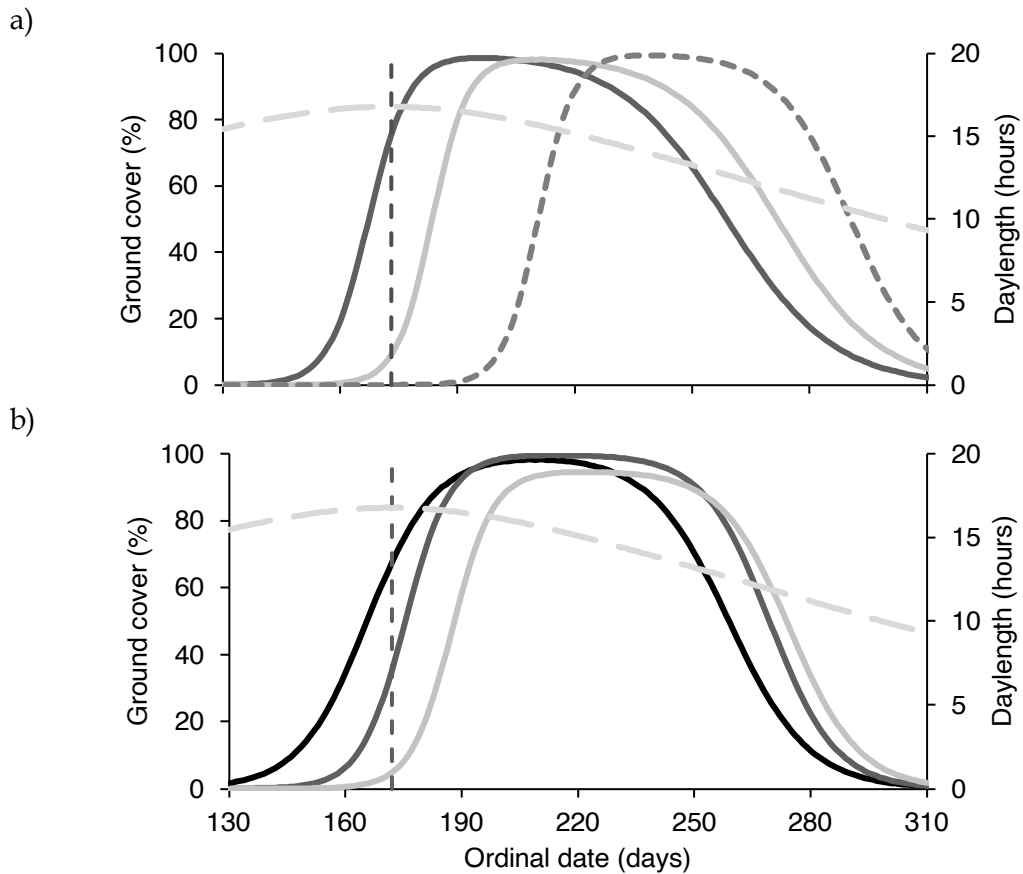 a)
100
80
60
40
20
0
Ground cover (%)
20
15
10
5
0
Daylength (hours)
b)
100
80
60
40
20
0
Ground cover (%)
20
15
10
5
0
Daylength (hours)
130 160 190 220 250 280 310
Ordinal date (days)